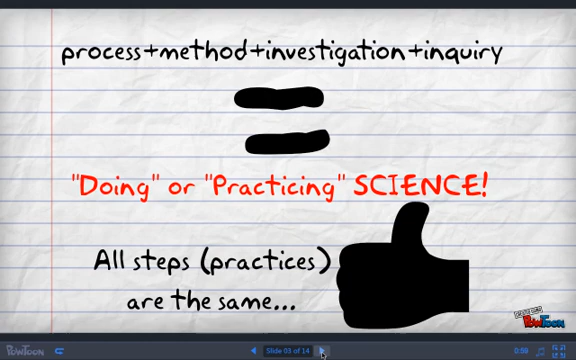 process+method+investigation+inquiry
"Doing" or "Practicing" SCIENCE!
All steps (practices)
are the same...
POWTOON
POWTOON
Slide 03 of 14
0:59